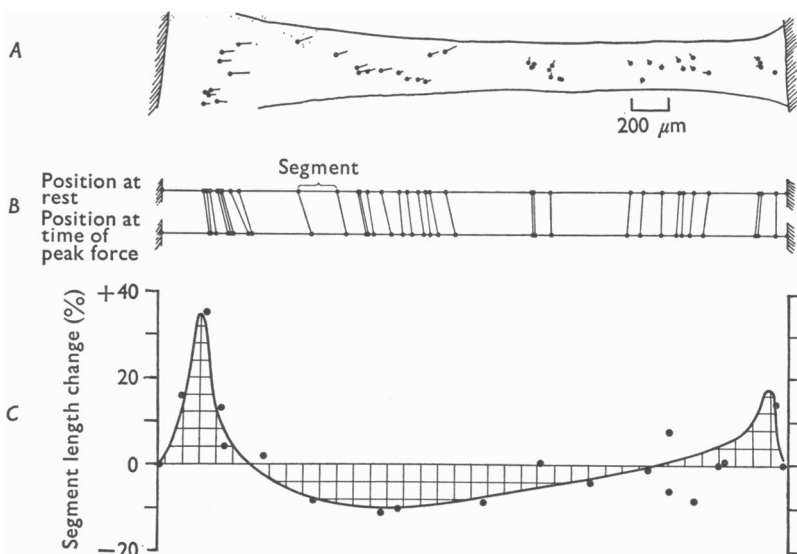 A
200 μm
Segment
Position at
rest
B
Position at
time of
peak force
+40
20
0
−20
Segment length change (%)
C